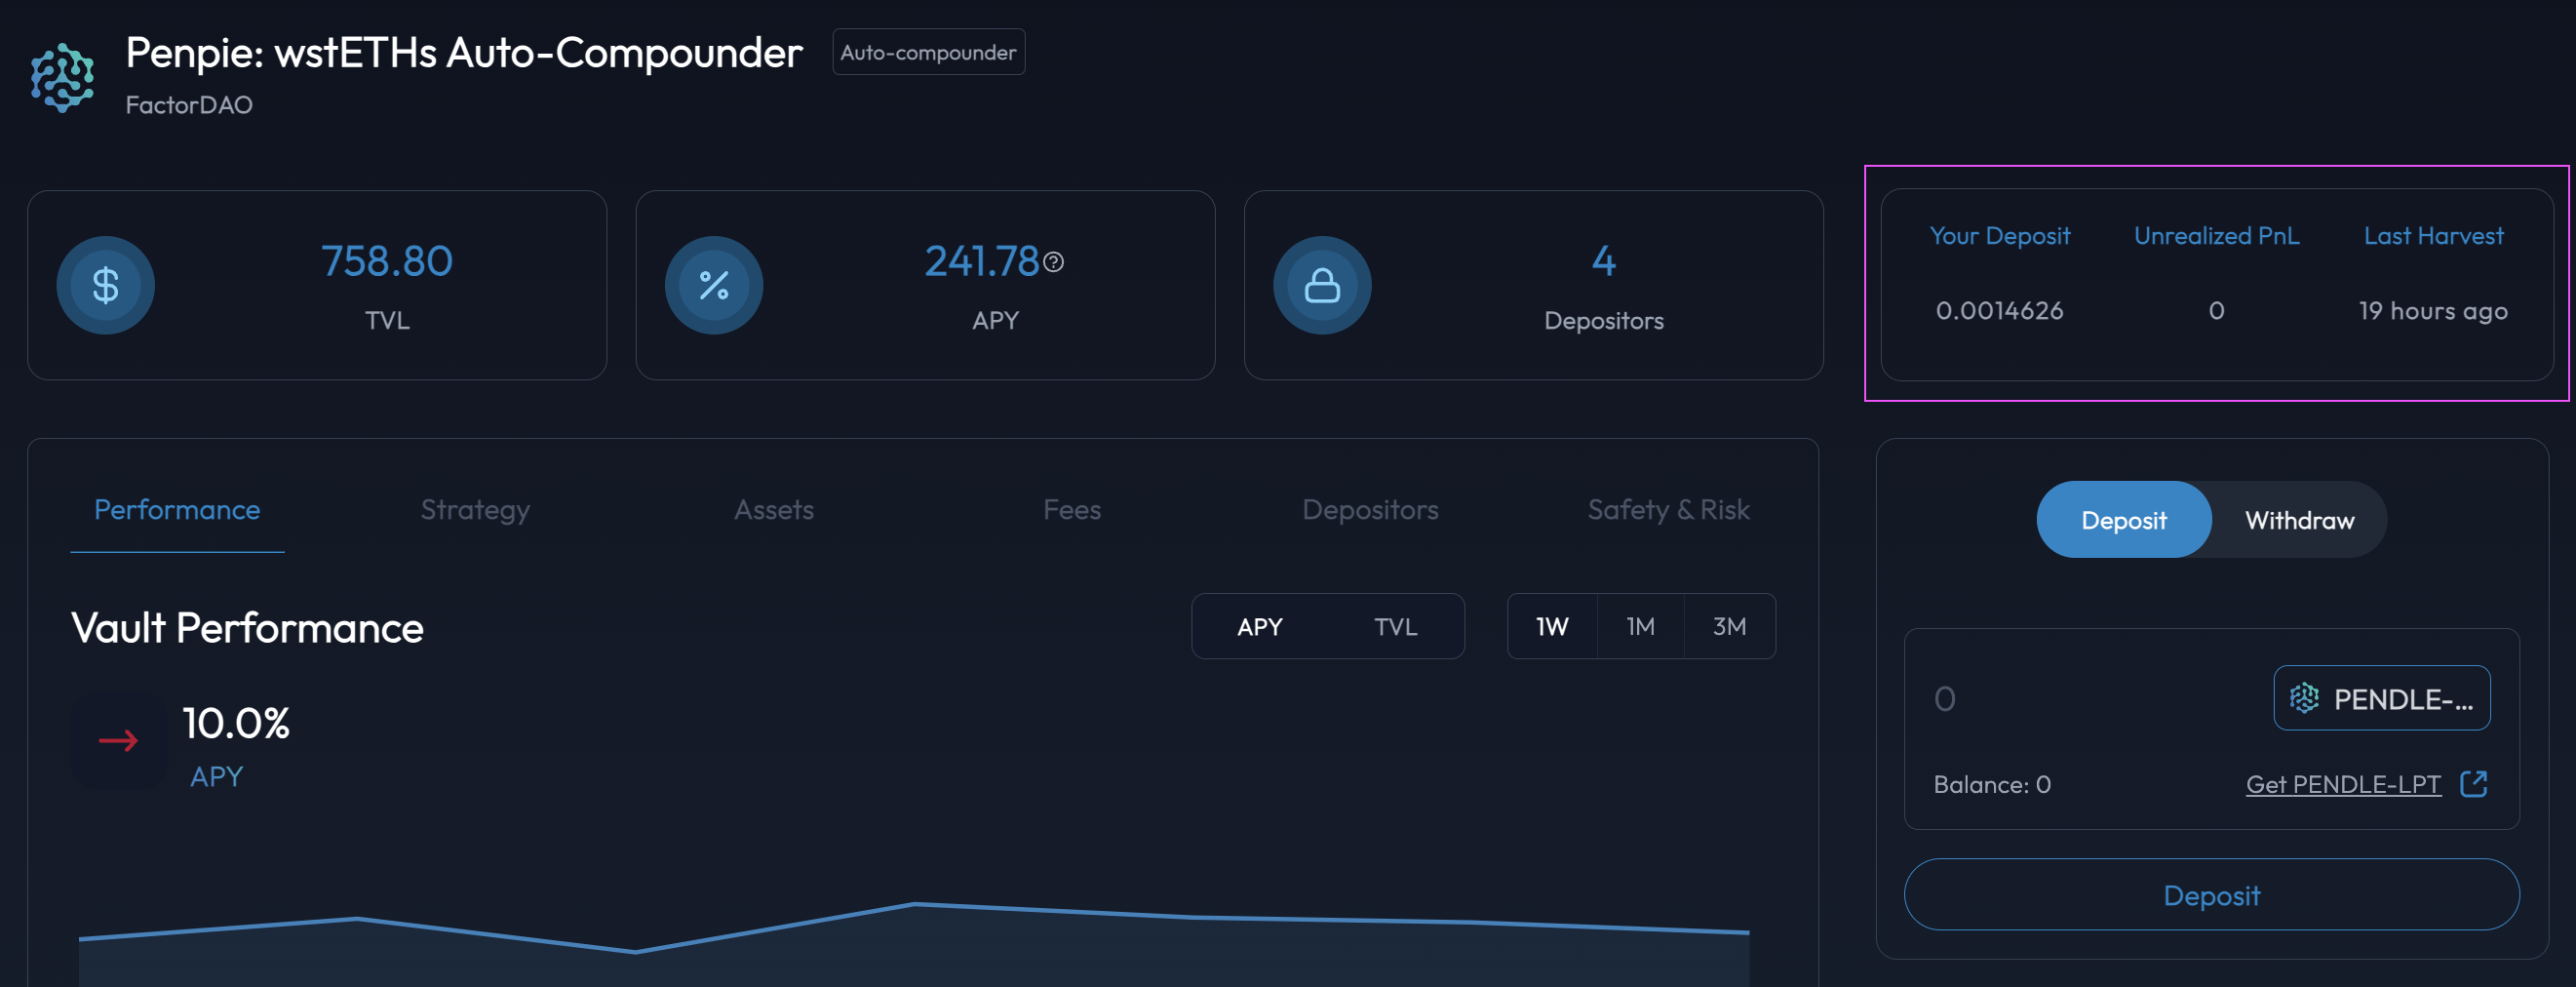 Penpie: wstETHs Auto-Compounder
Auto-compounder
FactorDAO
758.80
TVL
241.78
APY
4
Depositors
Your Deposit Unrealized PnL Last Harvest
0.0014626 0 19 hours ago
Performance Strategy Assets Fees Depositors Safety & Risk
Vault Performance
APY TVL
1W 1M 3M
10.0%
APY
Deposit Withdraw
0
PENDLE-...
Balance: 0
Get PENDLE-LPT
Deposit